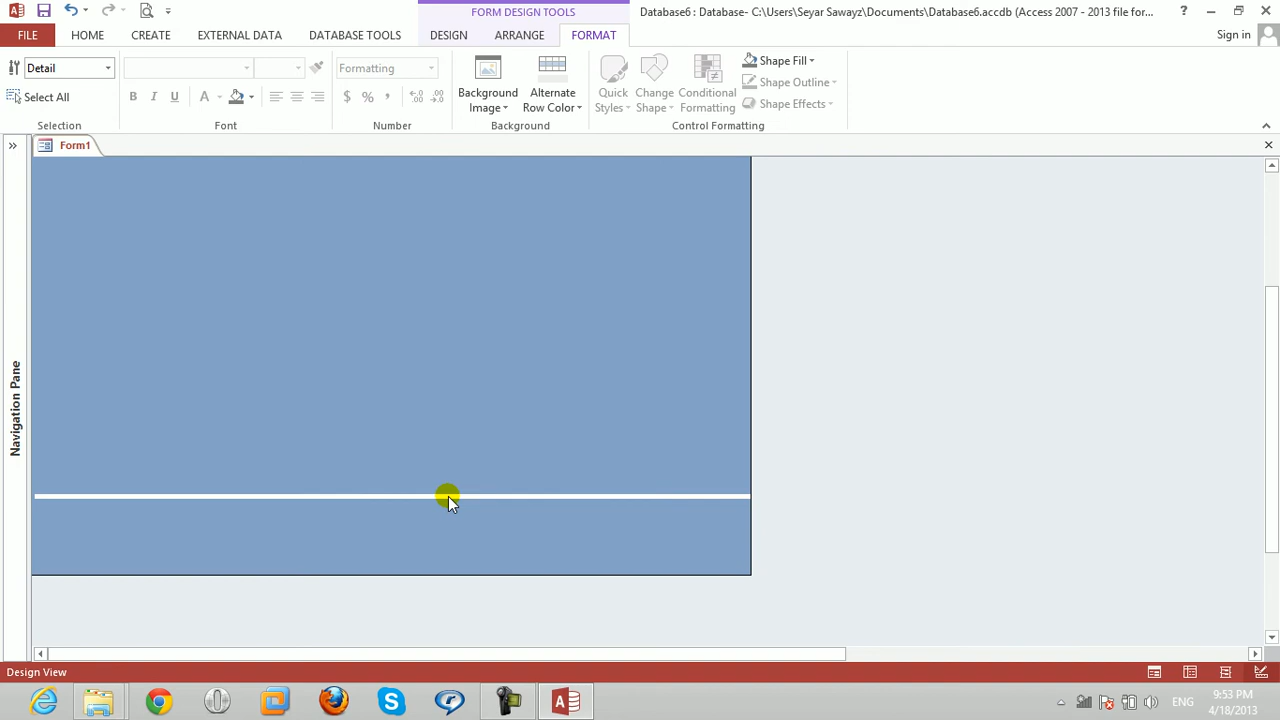 FORM DESIGN TOOLS
Database6 : Database- C:\Users\Seyar Sawayz\Documents\Database6.accdb (Access 2007 - 2013 file for...
?
FILE HOME CREATE EXTERNAL DATA DATABASE TOOLS DESIGN ARRANGE FORMAT Sign in
Detail
Select All
Selection
B I U A
Font
Formatting
$ % ,
Number
Background Image
Alternate Row Color
Background
Quick Styles
Change Shape
Conditional Formatting
Shape Fill
Shape Outline
Shape Effects
Control Formatting
Form1
Navigation Pane
Design View
ENG
9:53 PM
4/18/2013